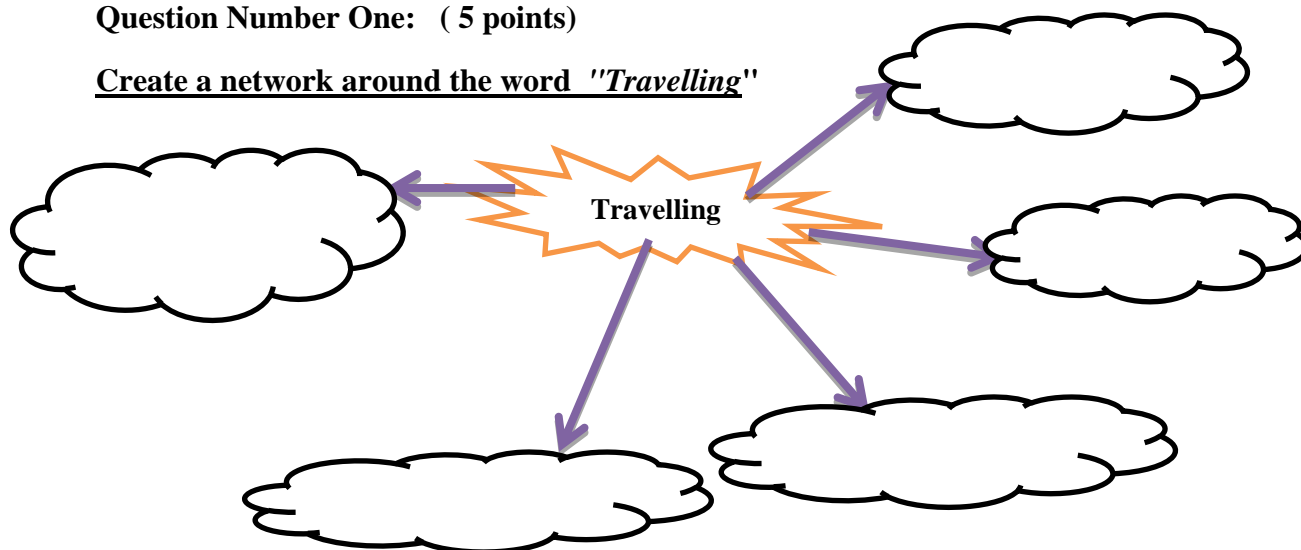 Question Number One: ( 5 points)
Create a network around the word "Travelling"
Travelling